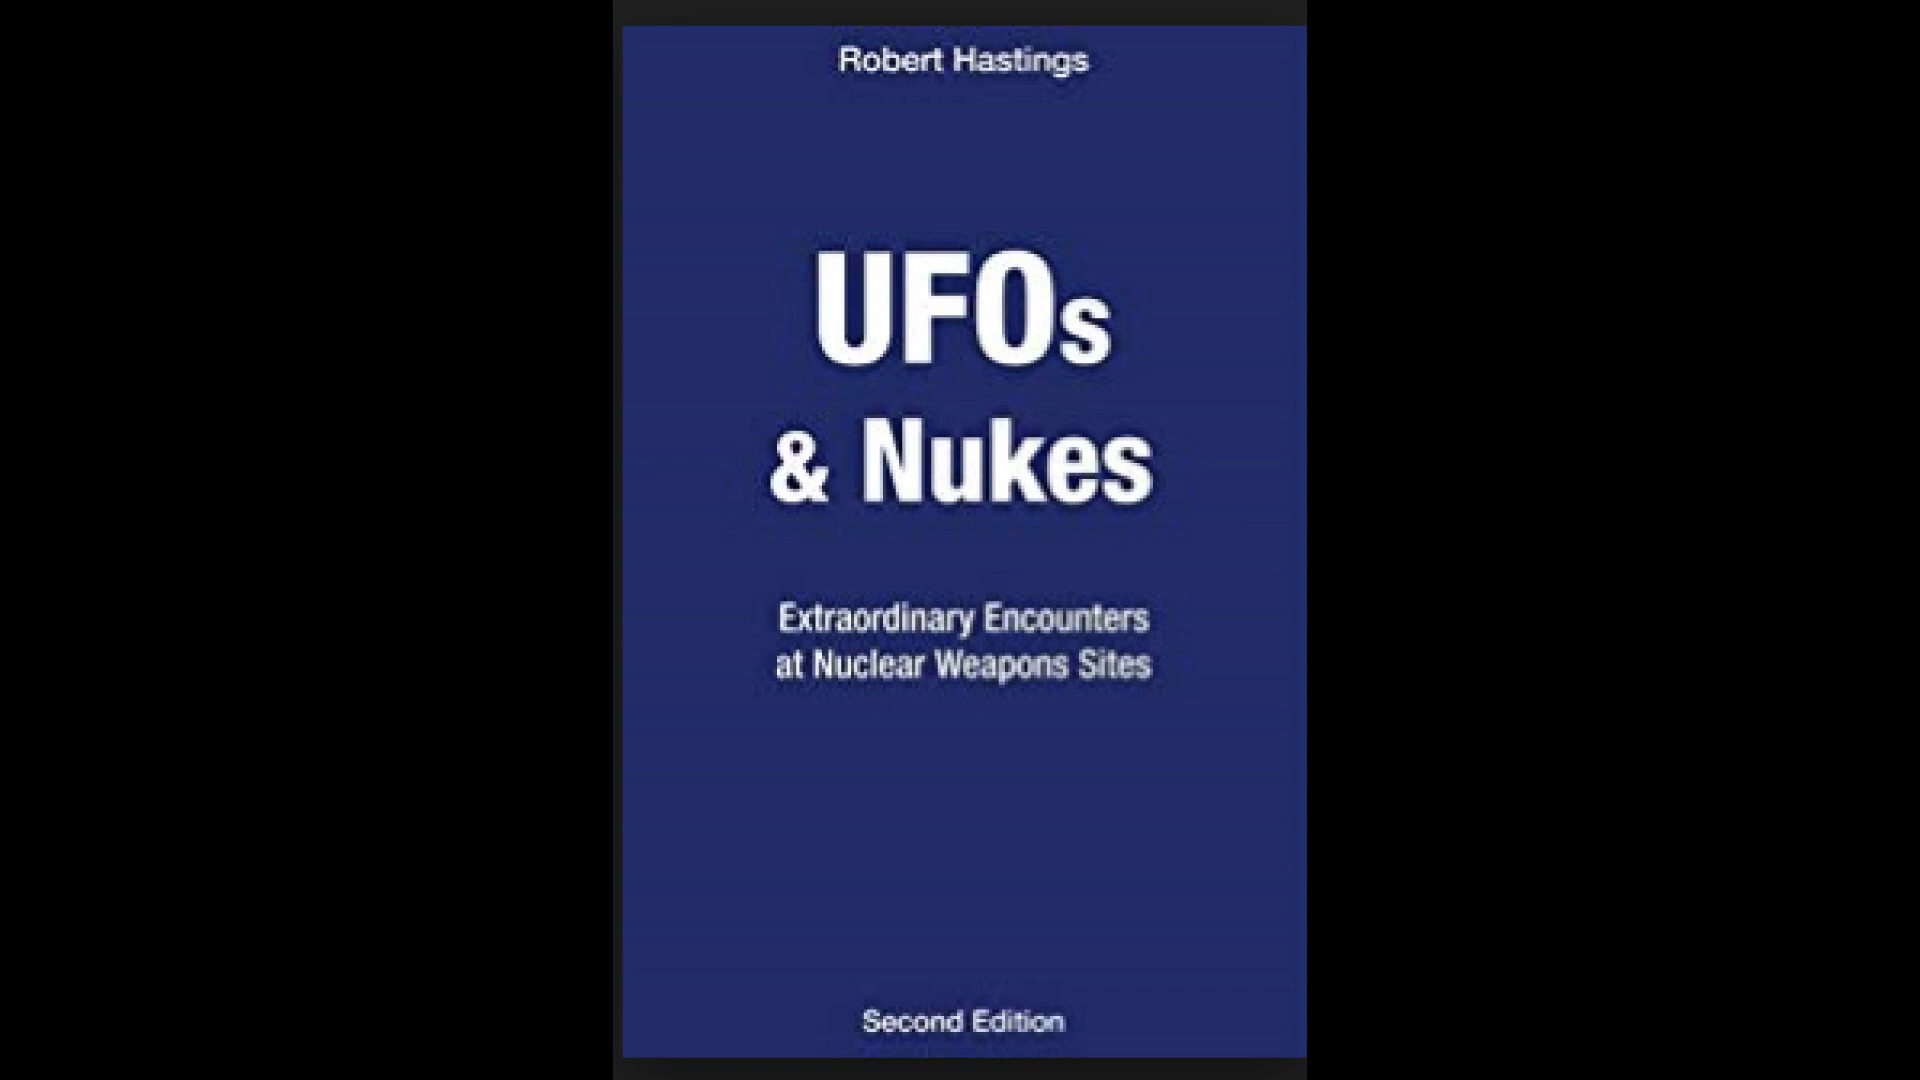 Robert Hastings
UFOs
& Nukes
Extraordinary Encounters
at Nuclear Weapons Sites
Second Edition